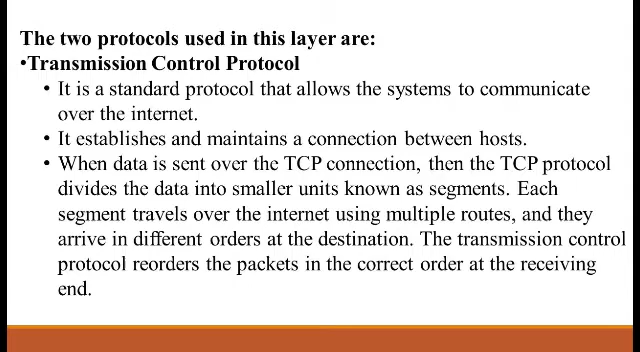 The two protocols used in this layer are:
•Transmission Control Protocol
• It is a standard protocol that allows the systems to communicate
over the internet.
• It establishes and maintains a connection between hosts.
• When data is sent over the TCP connection, then the TCP protocol
divides the data into smaller units known as segments. Each
segment travels over the internet using multiple routes, and they
arrive in different orders at the destination. The transmission control
protocol reorders the packets in the correct order at the receiving
end.